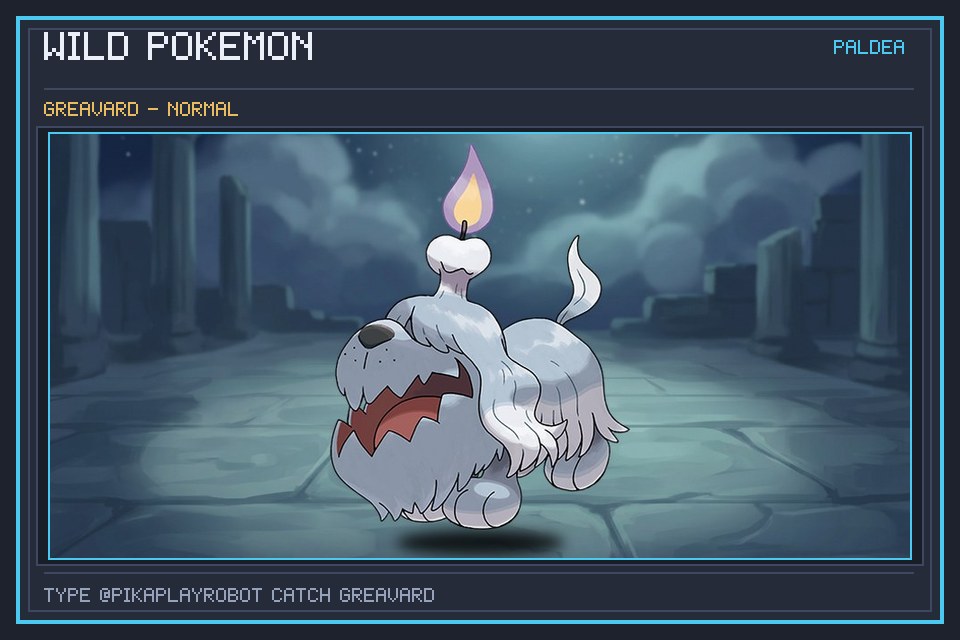 WILD POKEMON
PALDEA
GREAVARD - NORMAL
TYPE @PIKAPLAYROBOT CATCH GREAVARD